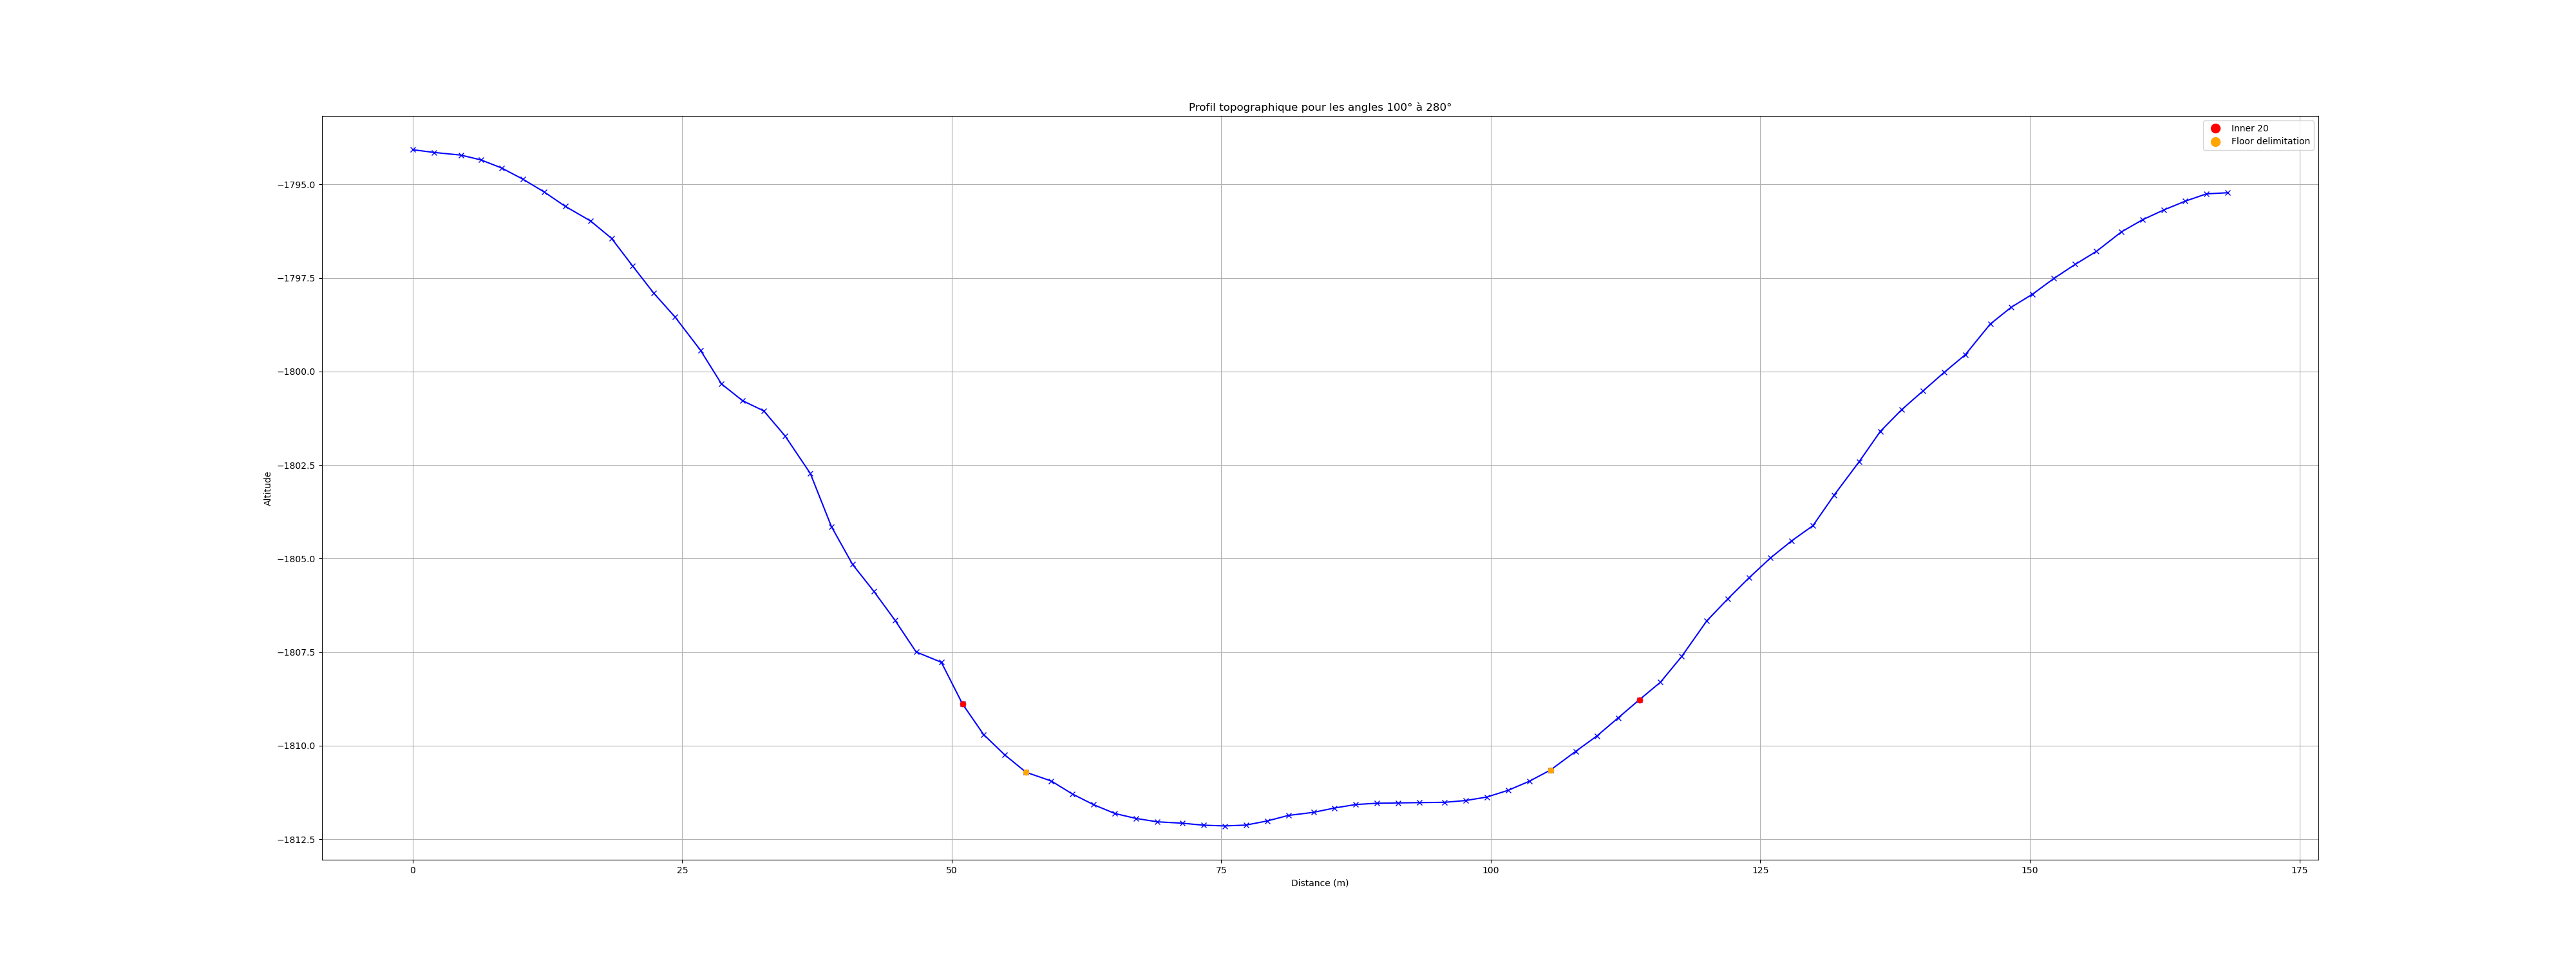 Profil topographique pour les angles 100° à 280°
Inner 20
Floor delimitation
−1795.0
−1797.5
−1800.0
−1802.5
−1805.0
−1807.5
−1810.0
−1812.5
Altitude
0 25 50 75 100 125 150 175
Distance (m)